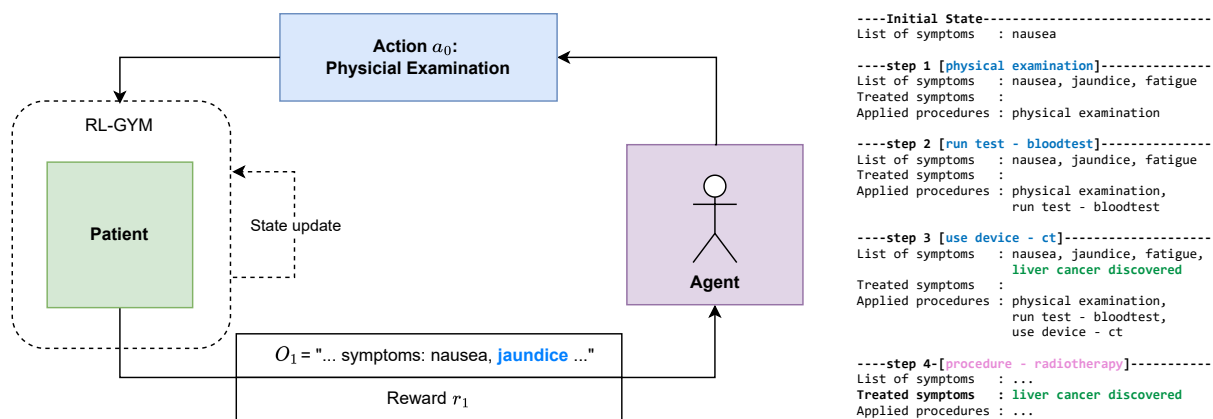 Action a₀:
Physicial Examination
RL-GYM
Patient
State update
Agent
O₁ = "... symptoms: nausea, jaundice ..."
Reward r₁
----Initial State-------------------------------
List of symptoms : nausea
----step 1 [physical examination]---------------
List of symptoms : nausea, jaundice, fatigue
Treated symptoms :
Applied procedures : physical examination
----step 2 [run test - bloodtest]---------------
List of symptoms : nausea, jaundice, fatigue
Treated symptoms :
Applied procedures : physical examination,
run test - bloodtest
----step 3 [use device - ct]--------------------
List of symptoms : nausea, jaundice, fatigue,
liver cancer discovered
Treated symptoms :
Applied procedures : physical examination,
run test - bloodtest,
use device - ct
----step 4-[procedure - radiotherapy]-----------
List of symptoms : ...
Treated symptoms : liver cancer discovered
Applied procedures : ...